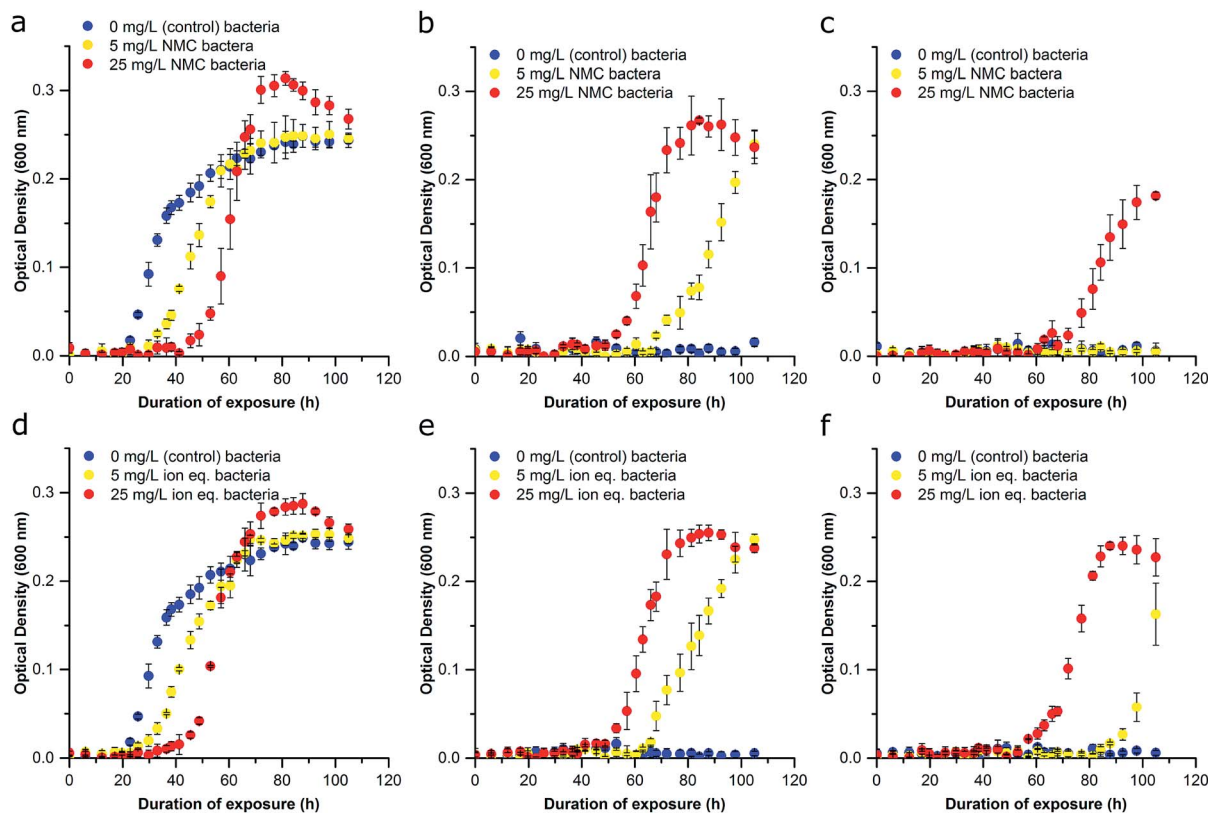 a
0 mg/L (control) bacteria
5 mg/L NMC bactera
25 mg/L NMC bacteria
Optical Density (600 nm)
0.3
0.2
0.1
0.0
0 20 40 60 80 100 120
Duration of exposure (h)
b
0 mg/L (control) bacteria
5 mg/L NMC bactera
25 mg/L NMC bacteria
Optical Density (600 nm)
0.3
0.2
0.1
0.0
0 20 40 60 80 100 120
Duration of exposure (h)
c
0 mg/L (control) bacteria
5 mg/L NMC bactera
25 mg/L NMC bacteria
Optical Density (600 nm)
0.3
0.2
0.1
0.0
0 20 40 60 80 100 120
Duration of exposure (h)
d
0 mg/L (control) bacteria
5 mg/L ion eq. bacteria
25 mg/L ion eq. bacteria
Optical Density (600 nm)
0.3
0.2
0.1
0.0
0 20 40 60 80 100 120
Duration of exposure (h)
e
0 mg/L (control) bacteria
5 mg/L ion eq. bacteria
25 mg/L ion eq. bacteria
Optical Density (600 nm)
0.3
0.2
0.1
0.0
0 20 40 60 80 100 120
Duration of exposure (h)
f
0 mg/L (control) bacteria
5 mg/L ion eq. bacteria
25 mg/L ion eq. bacteria
Optical Density (600 nm)
0.3
0.2
0.1
0.0
0 20 40 60 80 100 120
Duration of exposure (h)